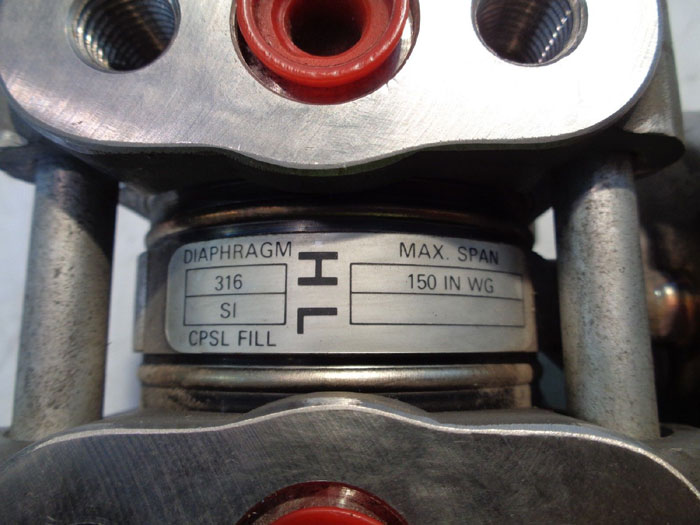 DIAPHRAGM
316
SI
CPSL FILL
H
L
MAX. SPAN
150 IN WG